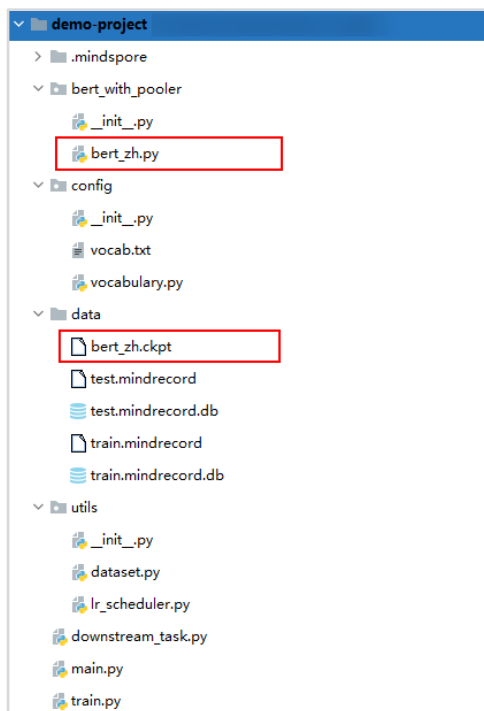 demo-project
.mindspore
bert_with_pooler
__init__.py
bert_zh.py
config
__init__.py
vocab.txt
vocabulary.py
data
bert_zh.ckpt
test.mindrecord
test.mindrecord.db
train.mindrecord
train.mindrecord.db
utils
__init__.py
dataset.py
lr_scheduler.py
downstream_task.py
main.py
train.py